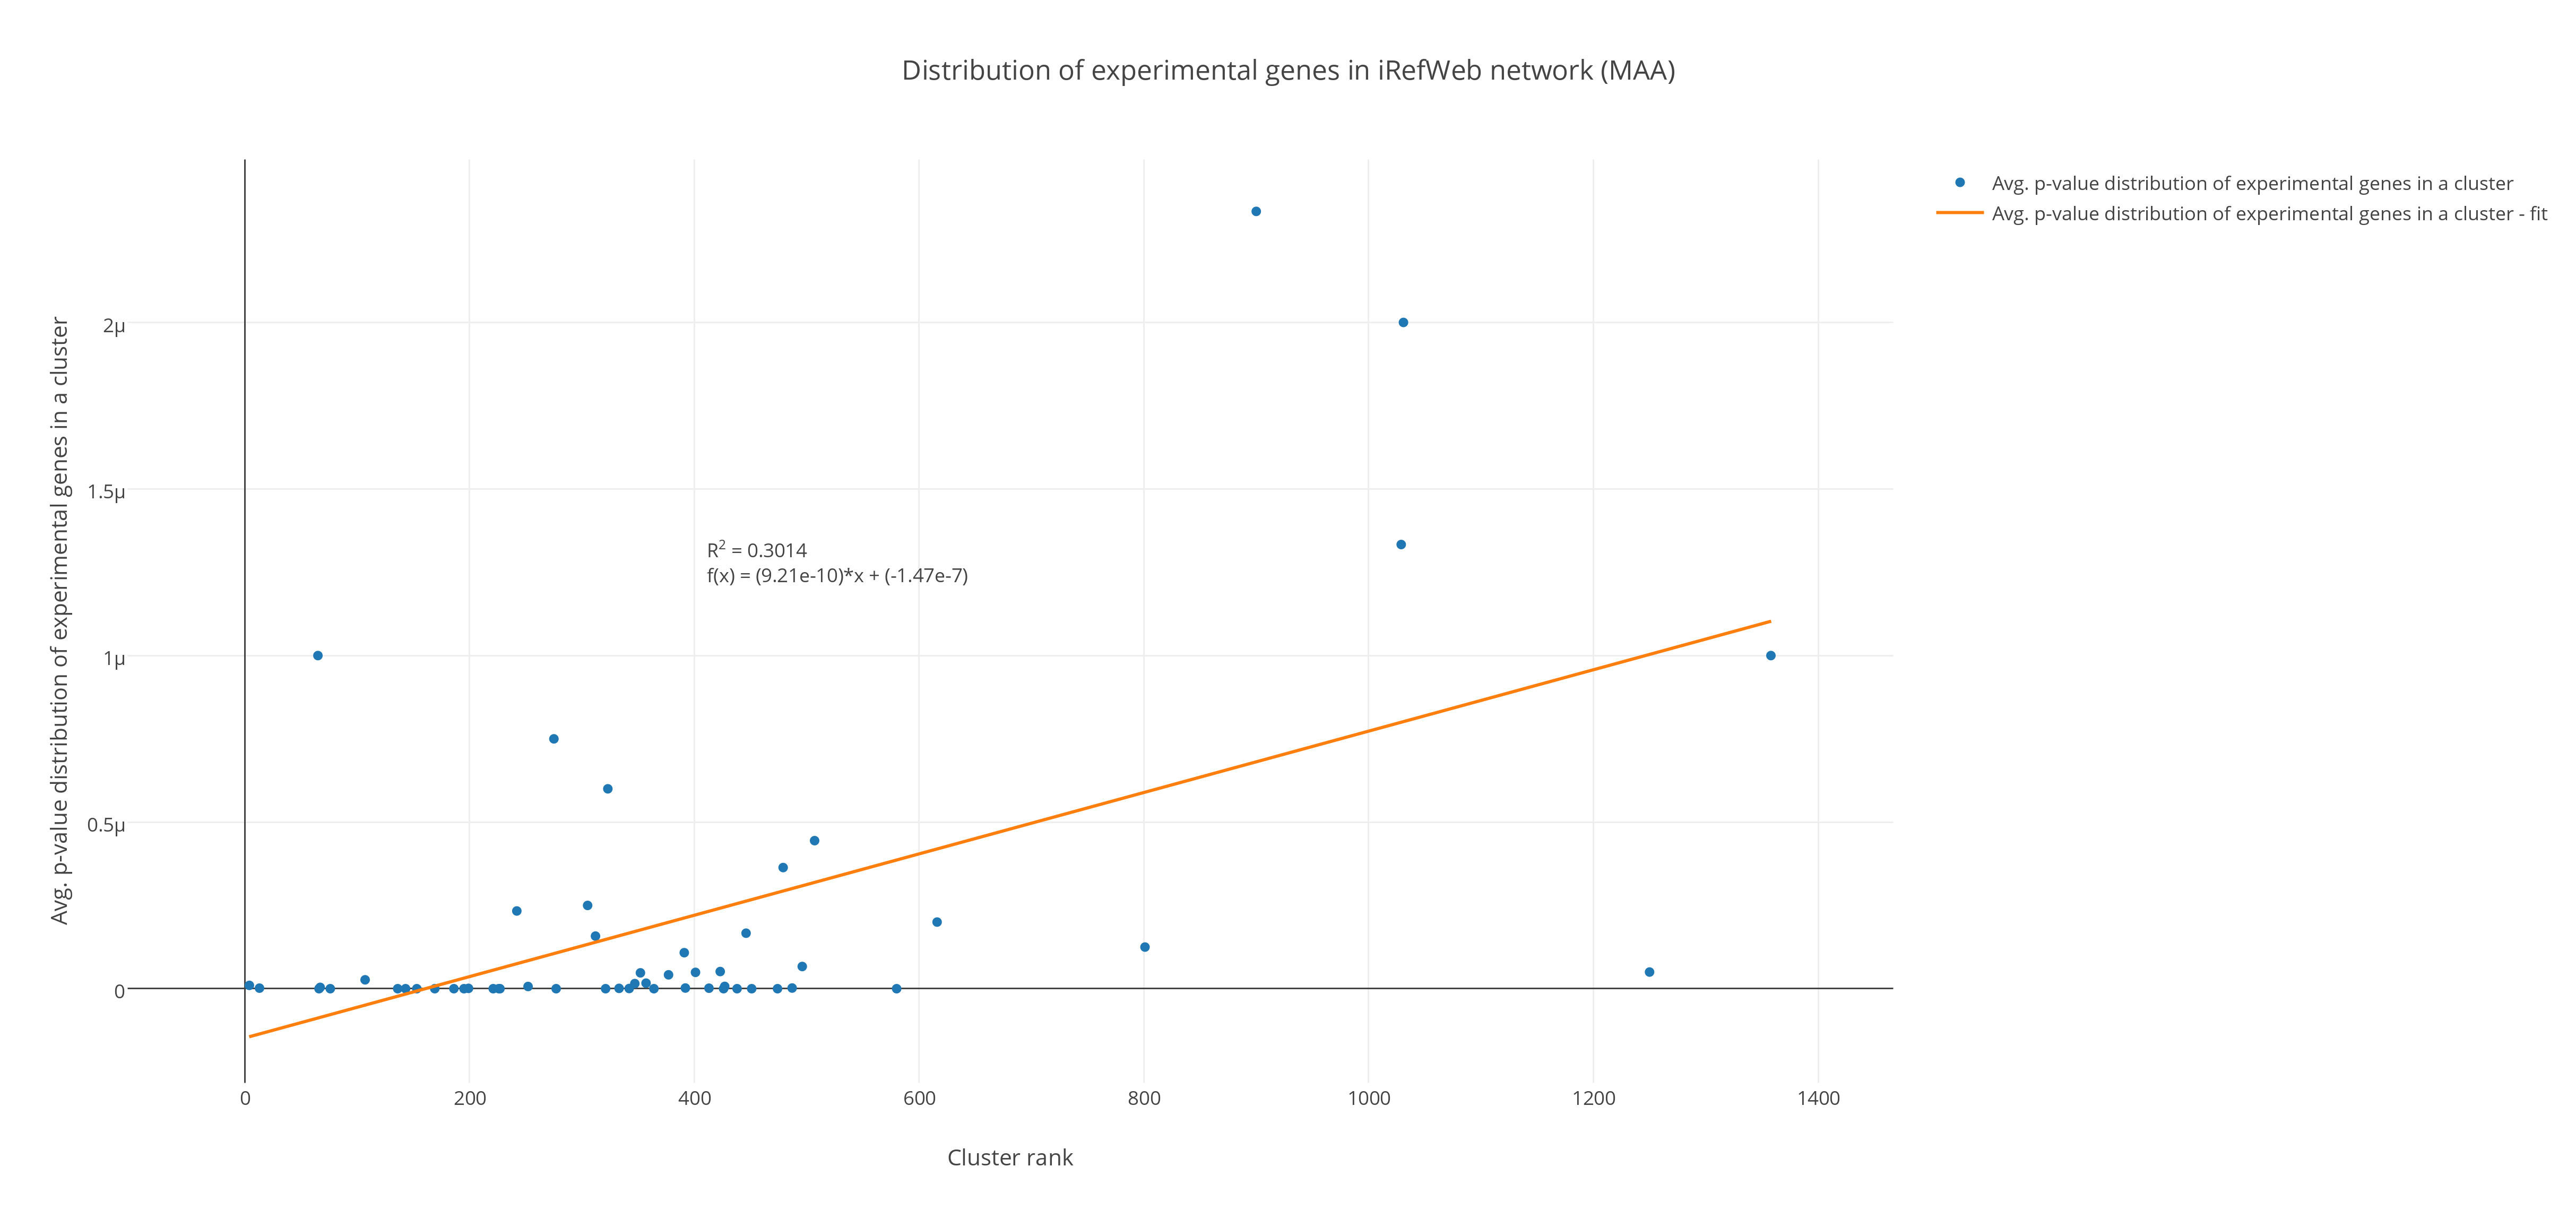 Distribution of experimental genes in iRefWeb network (MAA)
Avg. p-value distribution of experimental genes in a cluster
Avg. p-value distribution of experimental genes in a cluster - fit
Avg. p-value distribution of experimental genes in a cluster
2µ
1.5µ
1µ
0.5µ
0
R² = 0.3014
f(x) = (9.21e-10)*x + (-1.47e-7)
0
200
400
600
800
1000
1200
1400
Cluster rank